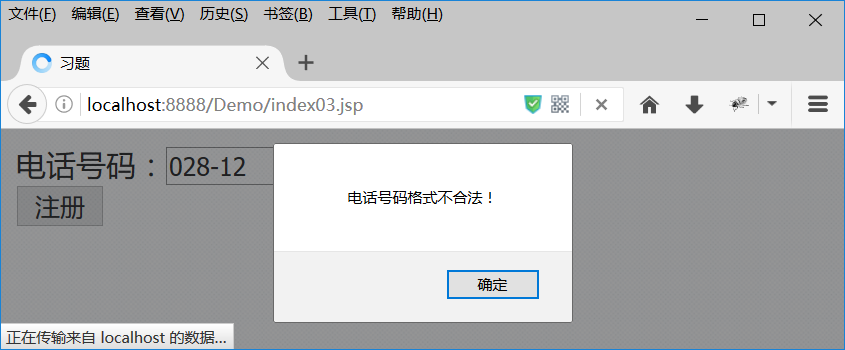 文件(F) 编辑(E) 查看(V) 历史(S) 书签(B) 工具(T) 帮助(H)
习题
localhost:8888/Demo/index03.jsp
电话号码：028-12
注册
电话号码格式不合法！
确定
正在传输来自 localhost 的数据...